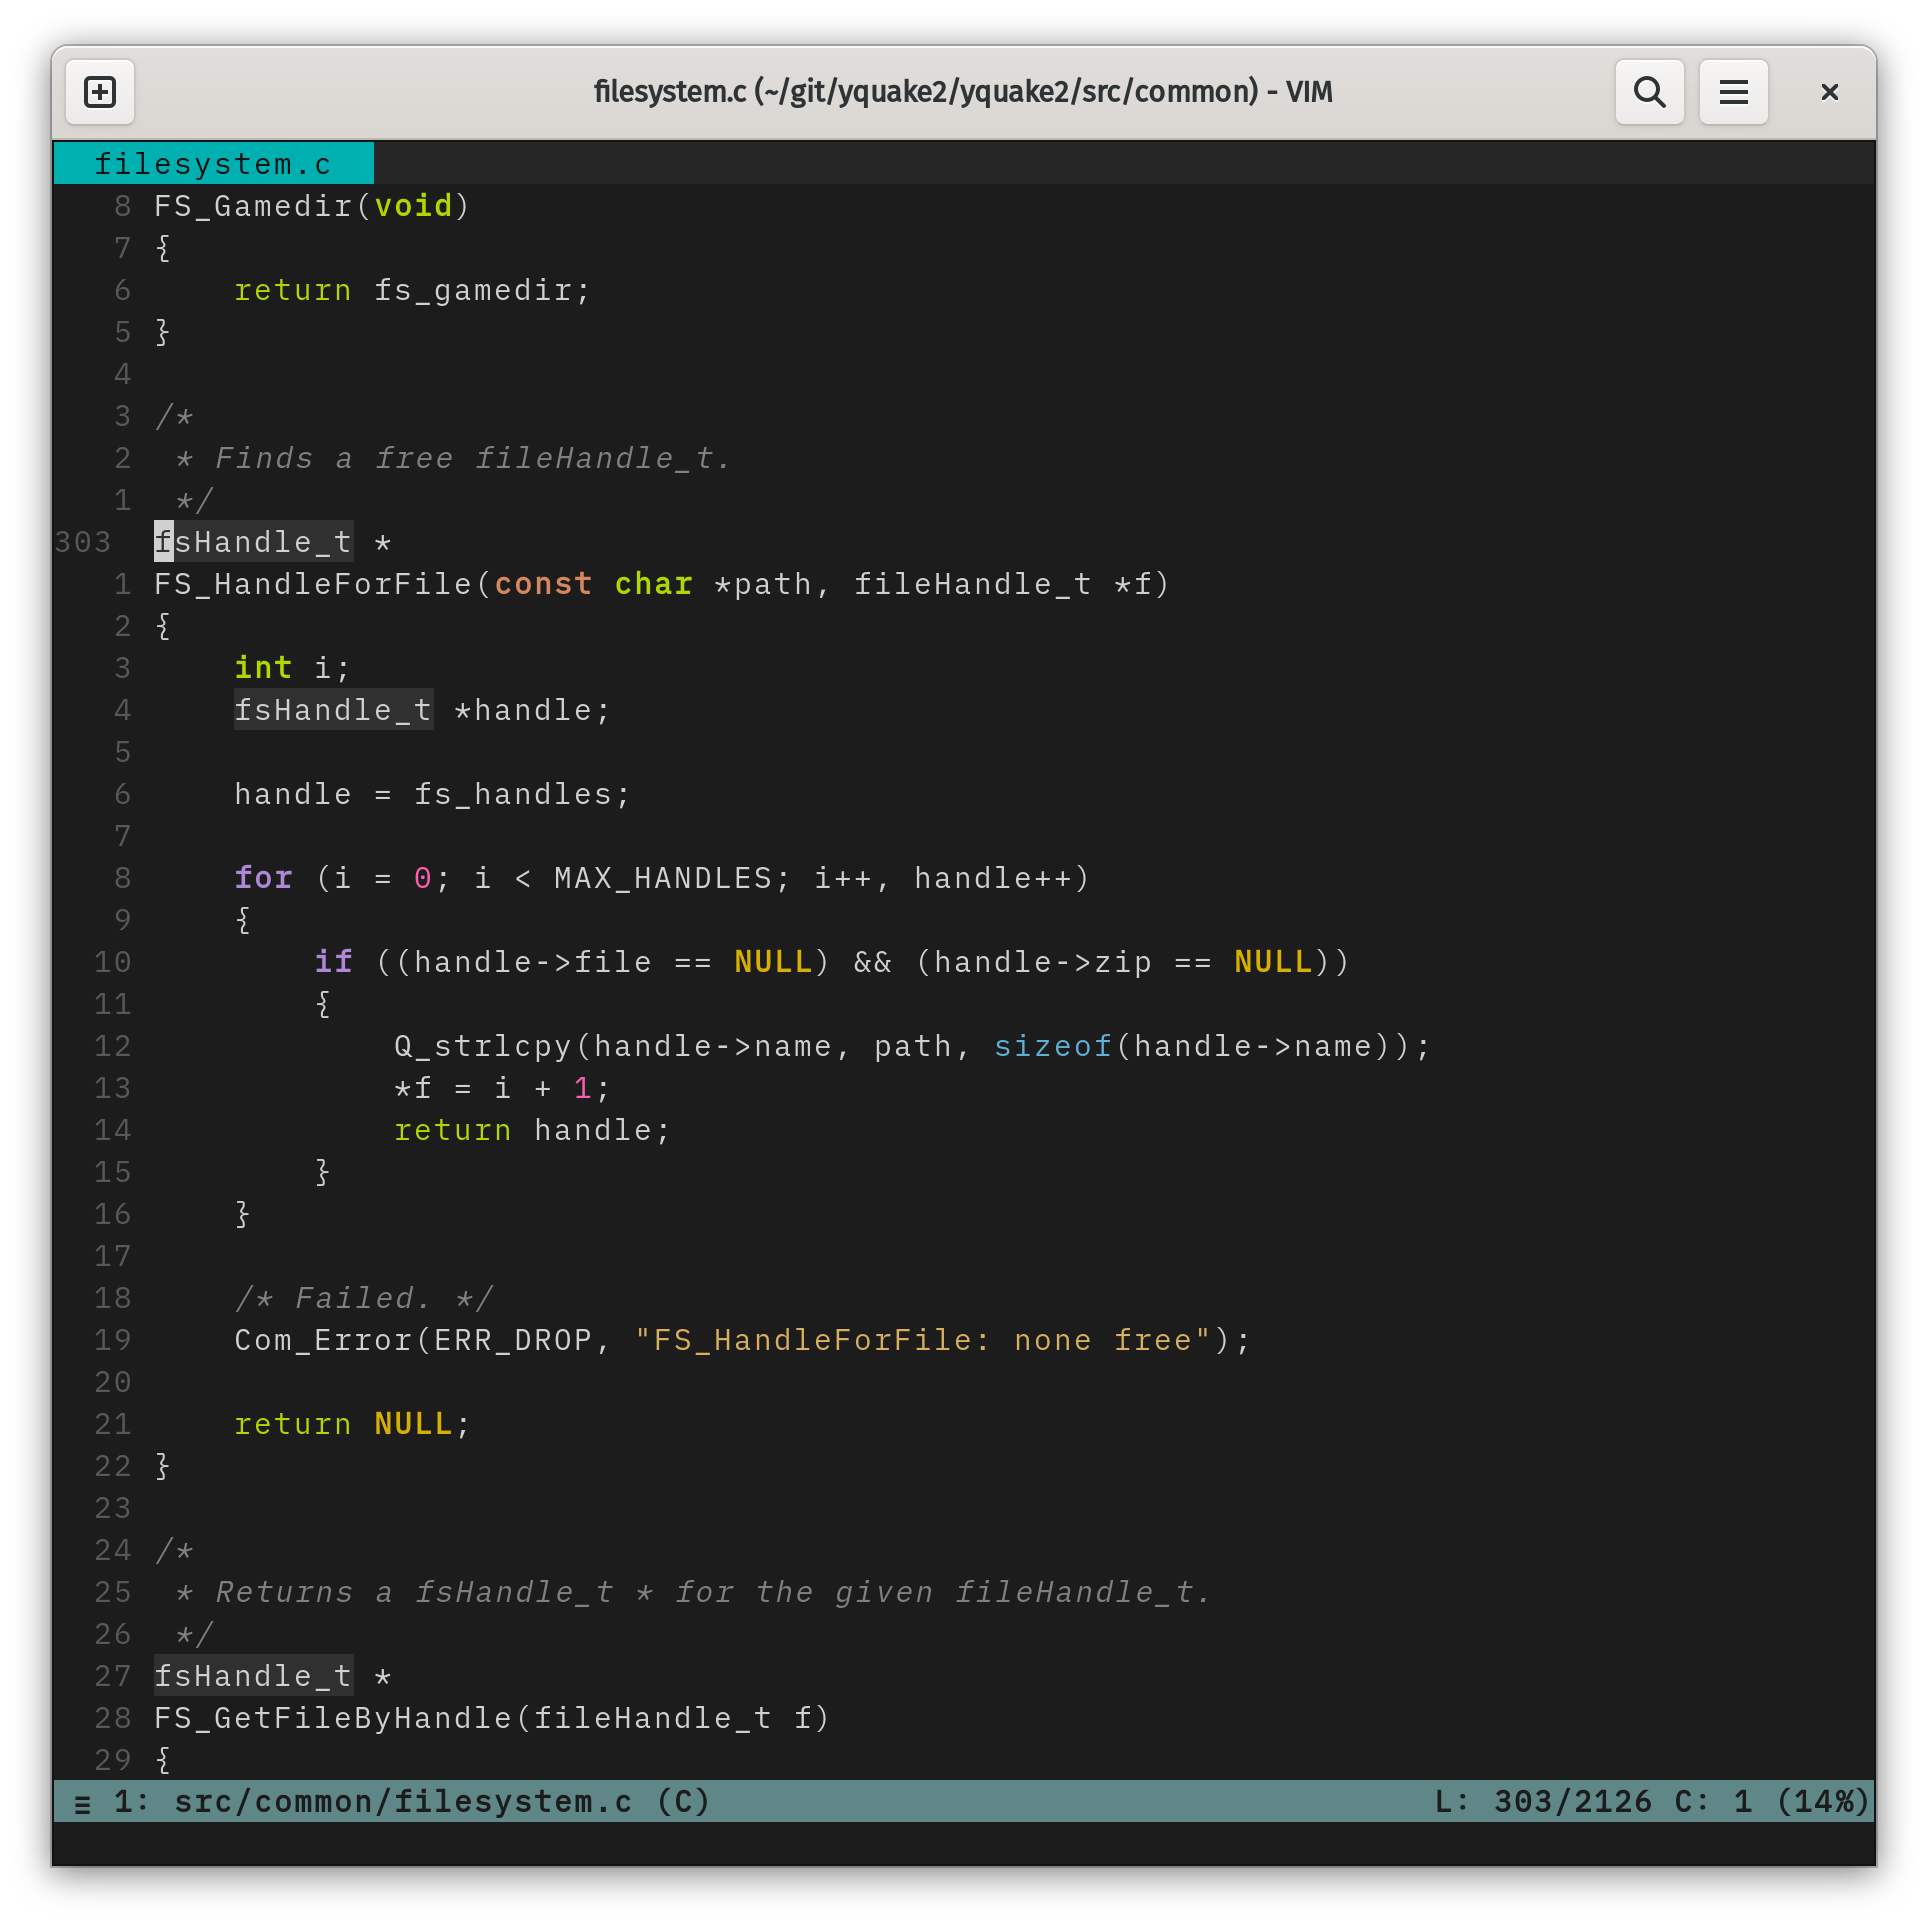 filesystem.c (~/git/yquake2/yquake2/src/common) - VIM
filesystem.c
8 FS_Gamedir(void)
7 {
6     return fs_gamedir;
5 }
4
3 /*
2  * Finds a free fileHandle_t.
1  */
303 fsHandle_t *
1 FS_HandleForFile(const char *path, fileHandle_t *f)
2 {
3     int i;
4     fsHandle_t *handle;
5
6     handle = fs_handles;
7
8     for (i = 0; i < MAX_HANDLES; i++, handle++)
9     {
10         if ((handle->file == NULL) && (handle->zip == NULL))
11         {
12             Q_strlcpy(handle->name, path, sizeof(handle->name));
13             *f = i + 1;
14             return handle;
15         }
16     }
17
18     /* Failed. */
19     Com_Error(ERR_DROP, "FS_HandleForFile: none free");
20
21     return NULL;
22 }
23
24 /*
25  * Returns a fsHandle_t * for the given fileHandle_t.
26  */
27 fsHandle_t *
28 FS_GetFileByHandle(fileHandle_t f)
29 {
≡ 1: src/common/filesystem.c (C) L: 303/2126 C: 1 (14%)